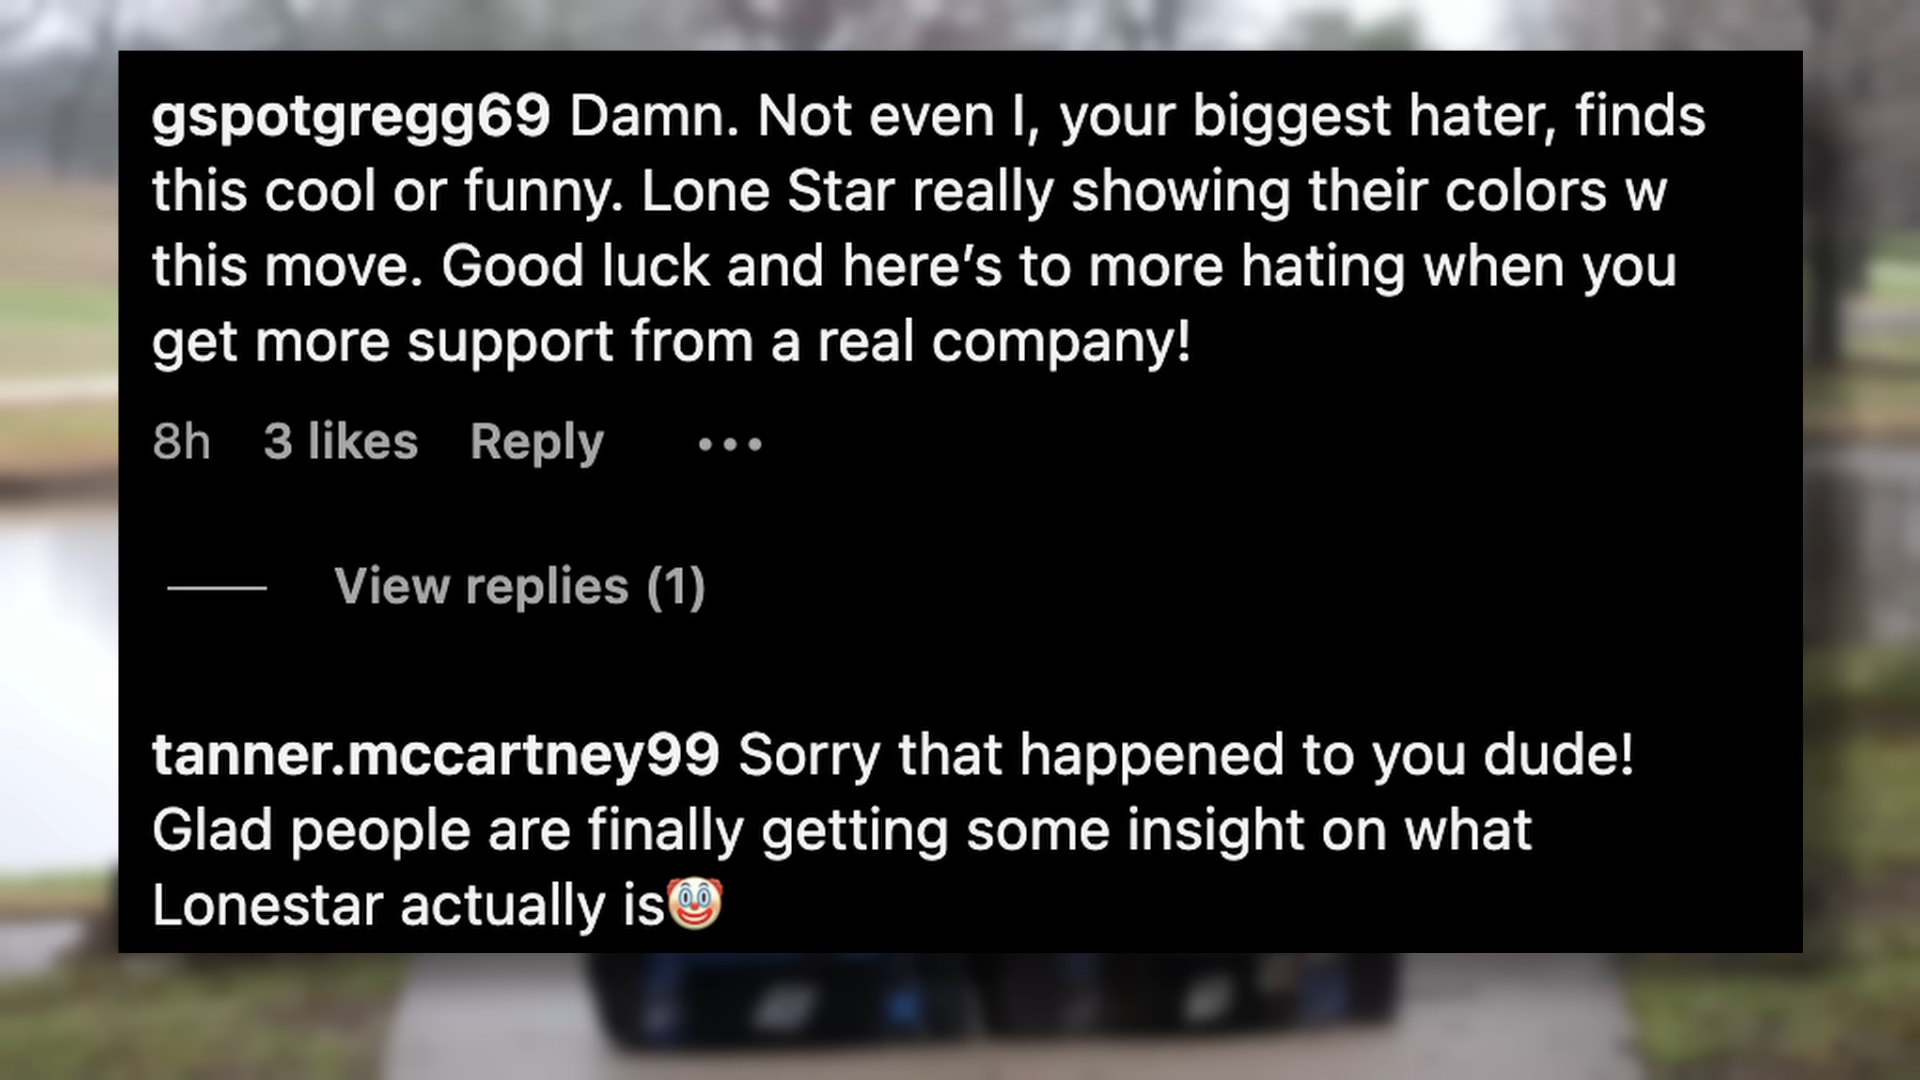 gspotgregg69 Damn. Not even I, your biggest hater, finds
this cool or funny. Lone Star really showing their colors w
this move. Good luck and here’s to more hating when you
get more support from a real company!
8h 3 likes Reply •••
View replies (1)
tanner.mccartney99 Sorry that happened to you dude!
Glad people are finally getting some insight on what
Lonestar actually is🤡